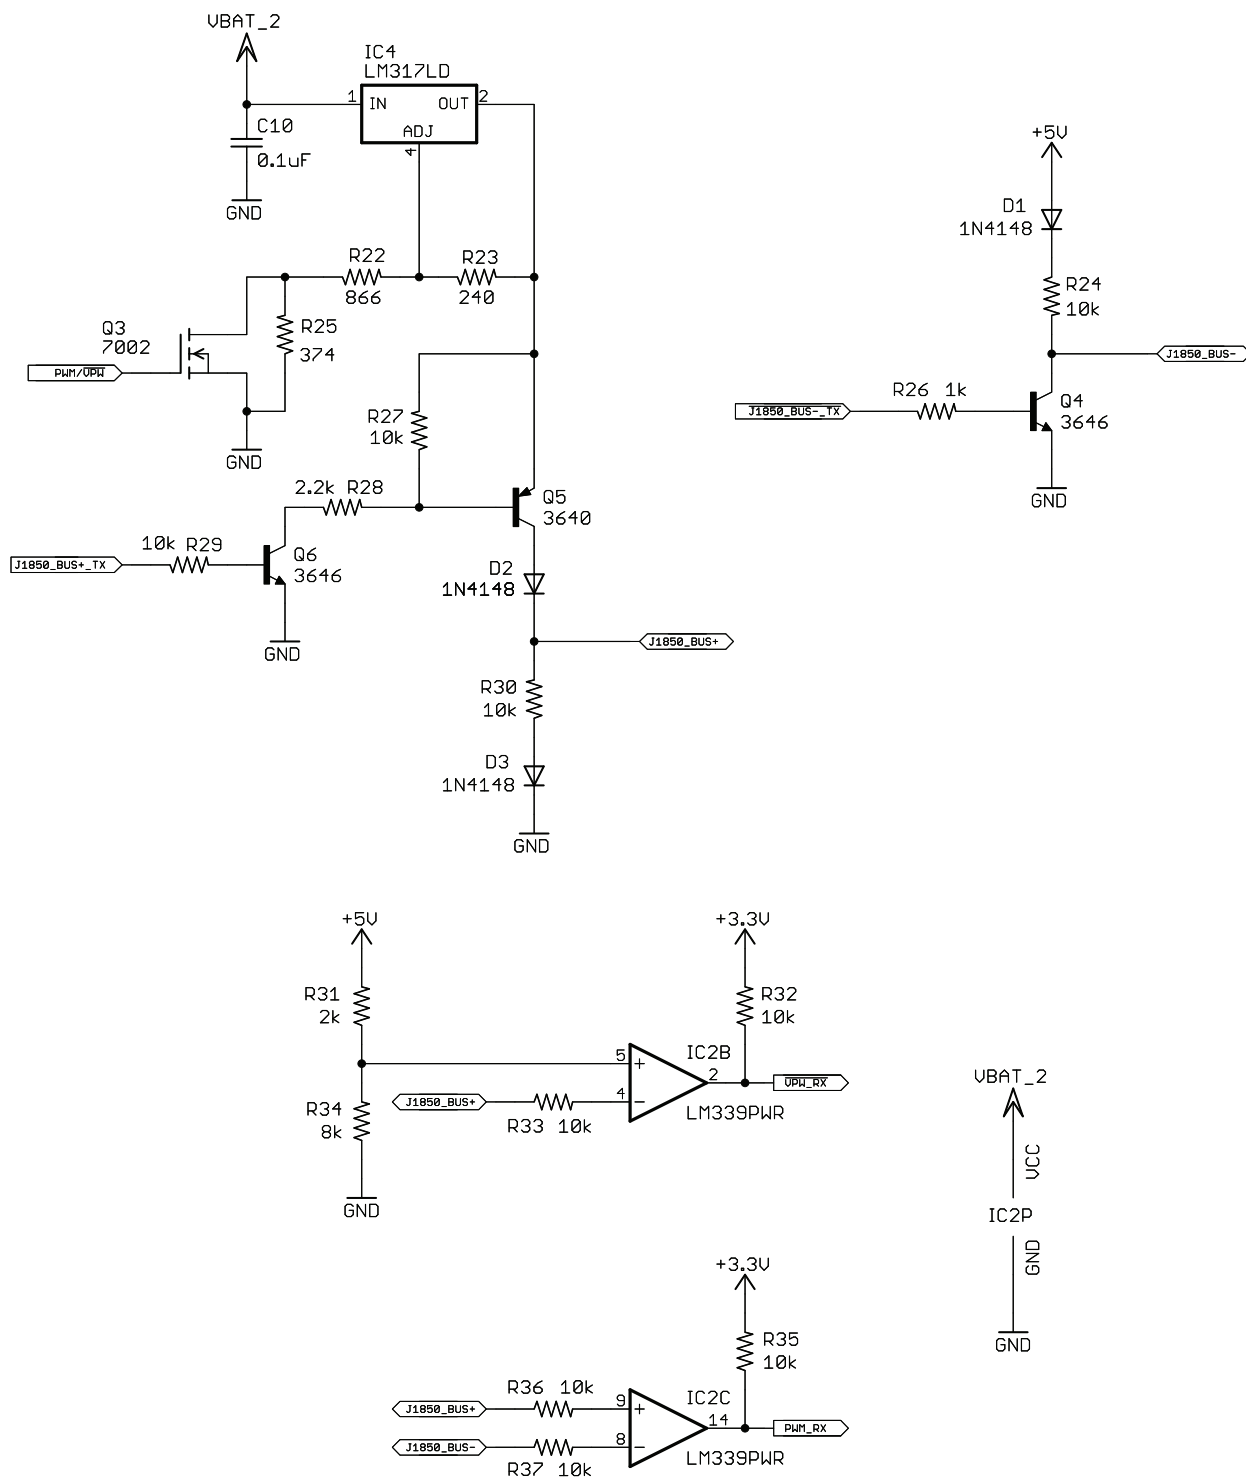 VBAT_2
IC4
LM317LD
1
IN
OUT
2
ADJ
4
C10
0.1uF
GND
+5V
D1
1N4148
R22
866
R23
240
R24
10k
Q3
7002
R25
374
PWM/VPW
J1850_BUS-
R26 1k
J1850_BUS-_TX
Q4
3646
R27
10k
GND
GND
2.2k R28
Q5
3640
10k R29
J1850_BUS+_TX
Q6
3646
D2
1N4148
GND
J1850_BUS+
R30
10k
D3
1N4148
GND
+5V
+3.3V
R31
2k
R32
10k
IC2B
5
+
2
VPW_RX
4
−
J1850_BUS+
R33 10k
LM339PWR
R34
8k
GND
VBAT_2
VCC
IC2P
GND
GND
+3.3V
R35
10k
R36 10k
IC2C
J1850_BUS+
9
+
14
PWM_RX
J1850_BUS-
8
−
R37 10k
LM339PWR